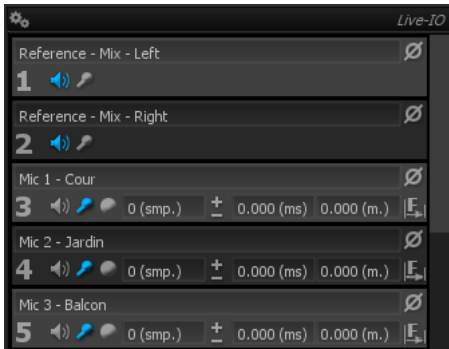 Live-IO
Reference - Mix - Left
1
Reference - Mix - Right
2
Mic 1 - Cour
3 0 (smp.) 0.000 (ms) 0.000 (m.)
Mic 2 - Jardin
4 0 (smp.) 0.000 (ms) 0.000 (m.)
Mic 3 - Balcon
5 0 (smp.) 0.000 (ms) 0.000 (m.)